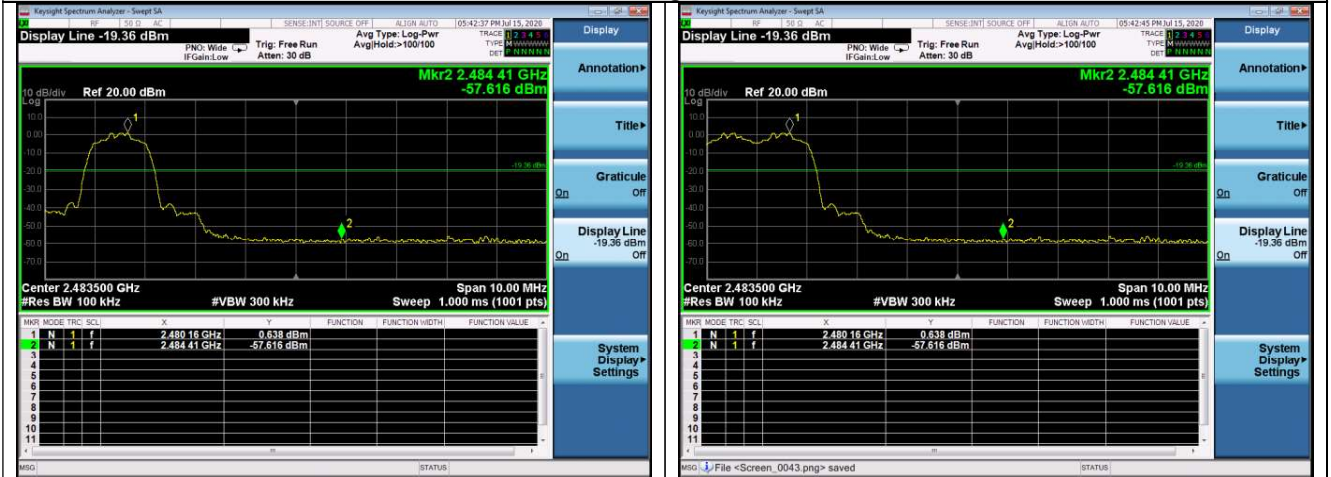 Keysight Spectrum Analyzer - Swept SA
RF 50 Ω AC SENSE:INT SOURCE OFF ALIGN AUTO 05:42:37 PM Jul 15, 2020
Display Line -19.36 dBm
PNO: Wide
IFGain:Low
Trig: Free Run
Atten: 30 dB
Avg Type: Log-Pwr
Avg|Hold:>100/100
TRACE 1 2 3 4 5 6
TYPE M WWWWW
DET P N N N N N
Mkr2 2.484 41 GHz
-57.616 dBm
10 dB/div Ref 20.00 dBm
Log
10.0
0.00
-10.0
-20.0
-30.0
-40.0
-50.0
-60.0
-70.0
1
-19.36 dBm
2
Center 2.483500 GHz Span 10.00 MHz
#Res BW 100 kHz #VBW 300 kHz Sweep 1.000 ms (1001 pts)
MKR MODE TRC SCL X Y FUNCTION FUNCTION WIDTH FUNCTION VALUE
1 N 1 f 2.480 16 GHz 0.638 dBm
2 N 1 f 2.484 41 GHz -57.616 dBm
3
4
5
6
7
8
9
10
11
MSG STATUS
Display
Annotation
Title
Graticule
On Off
Display Line
-19.36 dBm
On Off
System
Display
Settings
Keysight Spectrum Analyzer - Swept SA
RF 50 Ω AC SENSE:INT SOURCE OFF ALIGN AUTO 05:42:45 PM Jul 15, 2020
Display Line -19.36 dBm
PNO: Wide
IFGain:Low
Trig: Free Run
Atten: 30 dB
Avg Type: Log-Pwr
Avg|Hold:>100/100
TRACE 1 2 3 4 5 6
TYPE M WWWWW
DET P N N N N N
Mkr2 2.484 41 GHz
-57.616 dBm
10 dB/div Ref 20.00 dBm
Log
10.0
0.00
-10.0
-20.0
-30.0
-40.0
-50.0
-60.0
-70.0
1
-19.36 dBm
2
Center 2.483500 GHz Span 10.00 MHz
#Res BW 100 kHz #VBW 300 kHz Sweep 1.000 ms (1001 pts)
MKR MODE TRC SCL X Y FUNCTION FUNCTION WIDTH FUNCTION VALUE
1 N 1 f 2.480 16 GHz 0.638 dBm
2 N 1 f 2.484 41 GHz -57.616 dBm
3
4
5
6
7
8
9
10
11
MSG File <Screen_0043.png> saved STATUS
Display
Annotation
Title
Graticule
On Off
Display Line
-19.36 dBm
On Off
System
Display
Settings